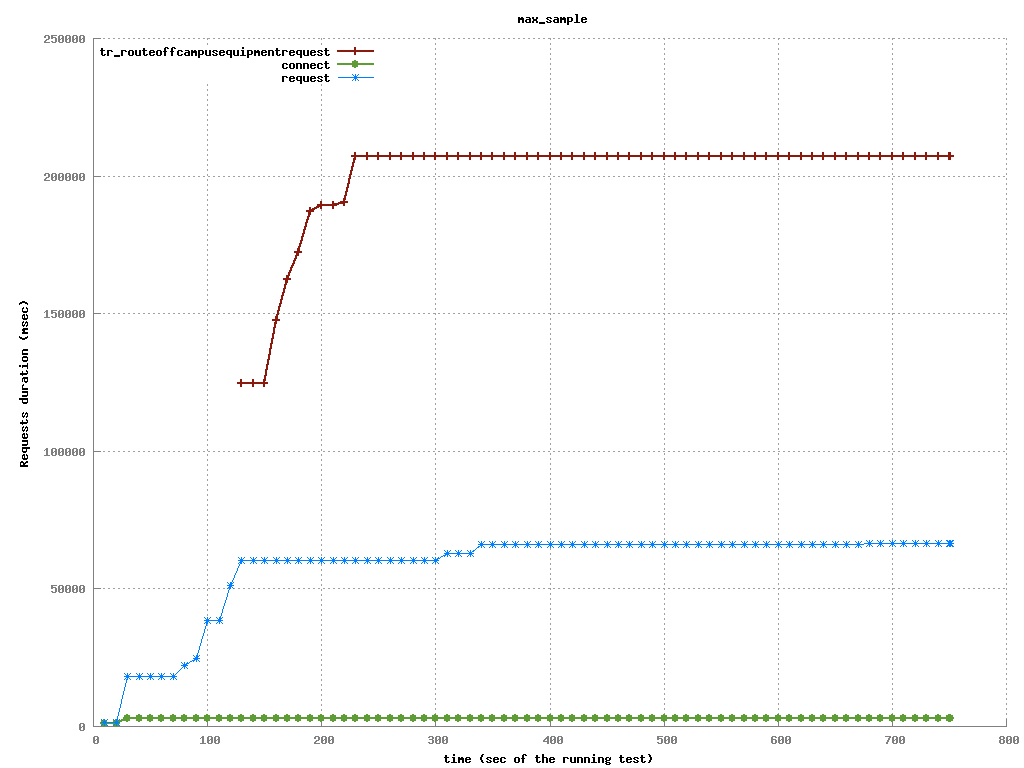 max_sample
250000
200000
150000
100000
50000
0
Requests duration (msec)
tr_routeoffcampusequipmentrequest
connect
request
0 100 200 300 400 500 600 700 800
time (sec of the running test)